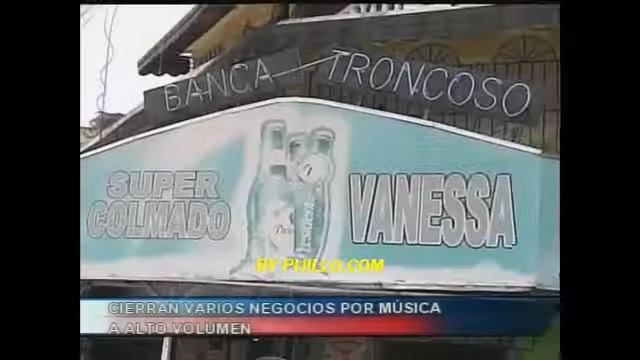 BANCA TRONCOSO
SUPER
COLMADO
VANESSA
BY PIJILLO.COM
CIERRAN VARIOS NEGOCIOS POR MÚSICA
A ALTO VOLUMEN